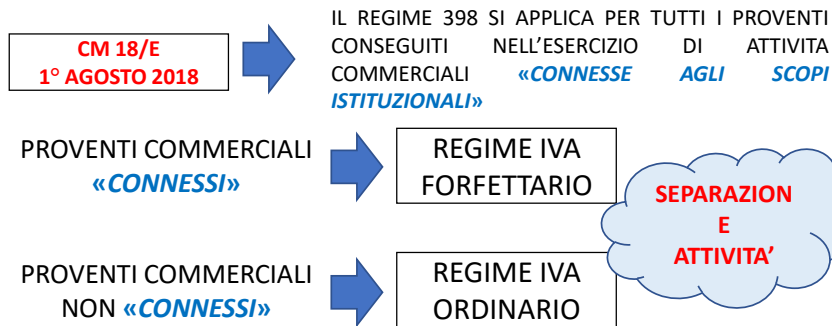 CM 18/E
1° AGOSTO 2018
IL REGIME 398 SI APPLICA PER TUTTI I PROVENTI
CONSEGUITI NELL'ESERCIZIO DI ATTIVITA
COMMERCIALI «CONNESSE AGLI SCOPI
ISTITUZIONALI»
PROVENTI COMMERCIALI
«CONNESSI»
REGIME IVA
FORFETTARIO
SEPARAZION
E
ATTIVITA'
PROVENTI COMMERCIALI
NON «CONNESSI»
REGIME IVA
ORDINARIO